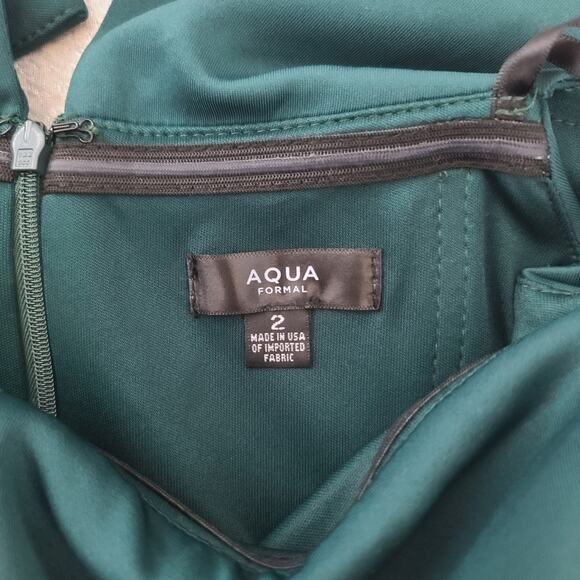 AQUA
FORMAL
2
MADE IN USA
OF IMPORTED
FABRIC